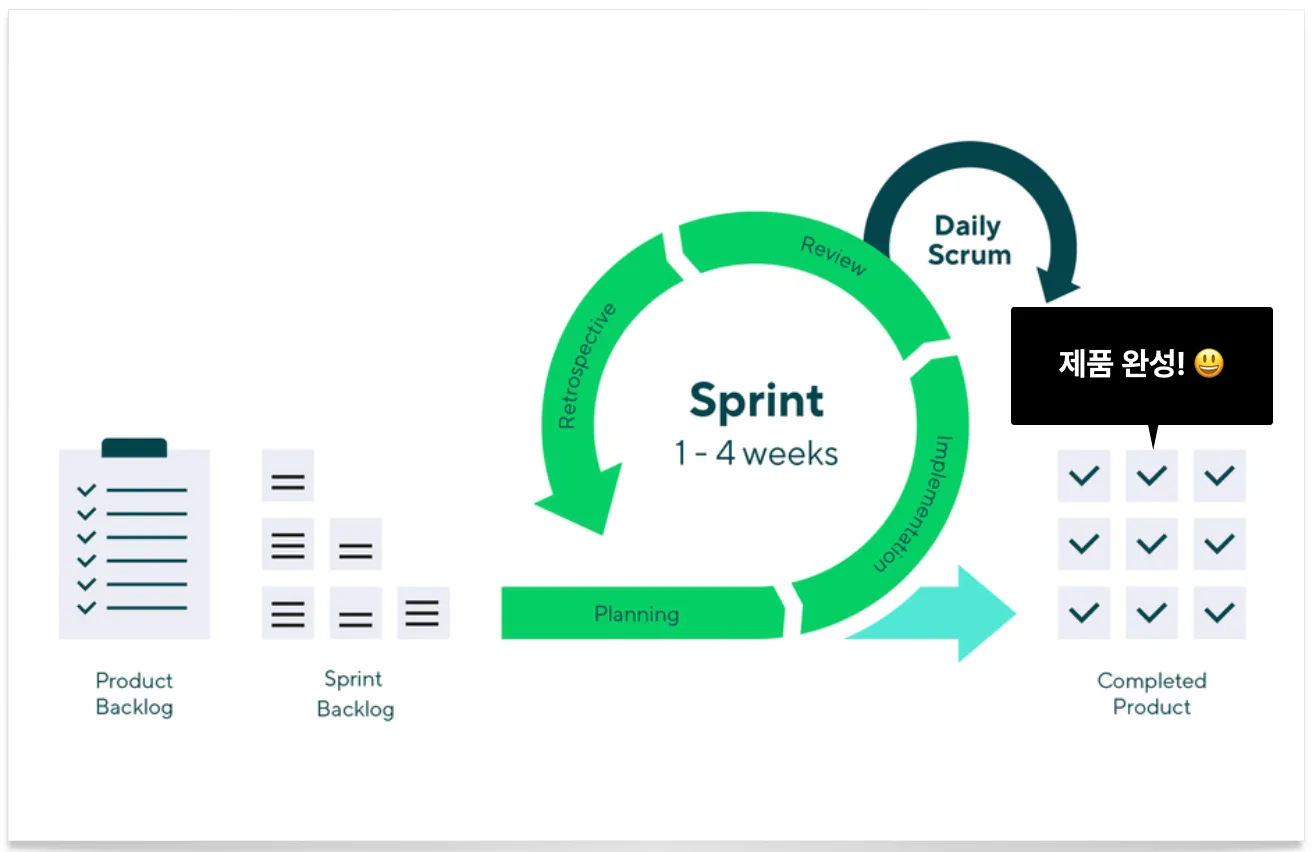 Product
Backlog
Sprint
Backlog
Planning
Implementation
Review
Retrospective
Sprint
1 - 4 weeks
Daily
Scrum
제품 완성! 😃
Completed
Product